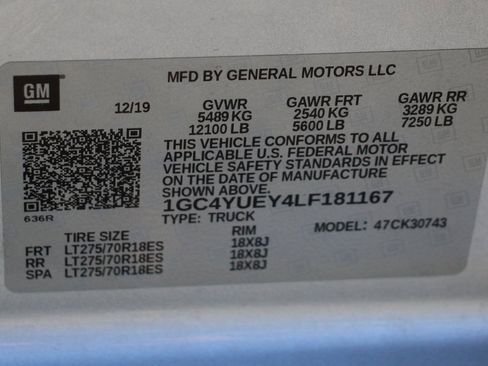 MFD BY GENERAL MOTORS LLC
GM
12/19 GVWR GAWR FRT GAWR RR
5489 KG 2540 KG 3289 KG
12100 LB 5600 LB 7250 LB
THIS VEHICLE CONFORMS TO ALL
APPLICABLE U.S. FEDERAL MOTOR
VEHICLE SAFETY STANDARDS IN EFFECT
ON THE DATE OF MANUFACTURE
SHOWN ABOVE.
1GC4YUEY4LF181167
636R TYPE: TRUCK MODEL: 47CK30743
TIRE SIZE RIM
FRT LT275/70R18ES 18X8J
RR LT275/70R18ES 18X8J
SPA LT275/70R18ES 18X8J